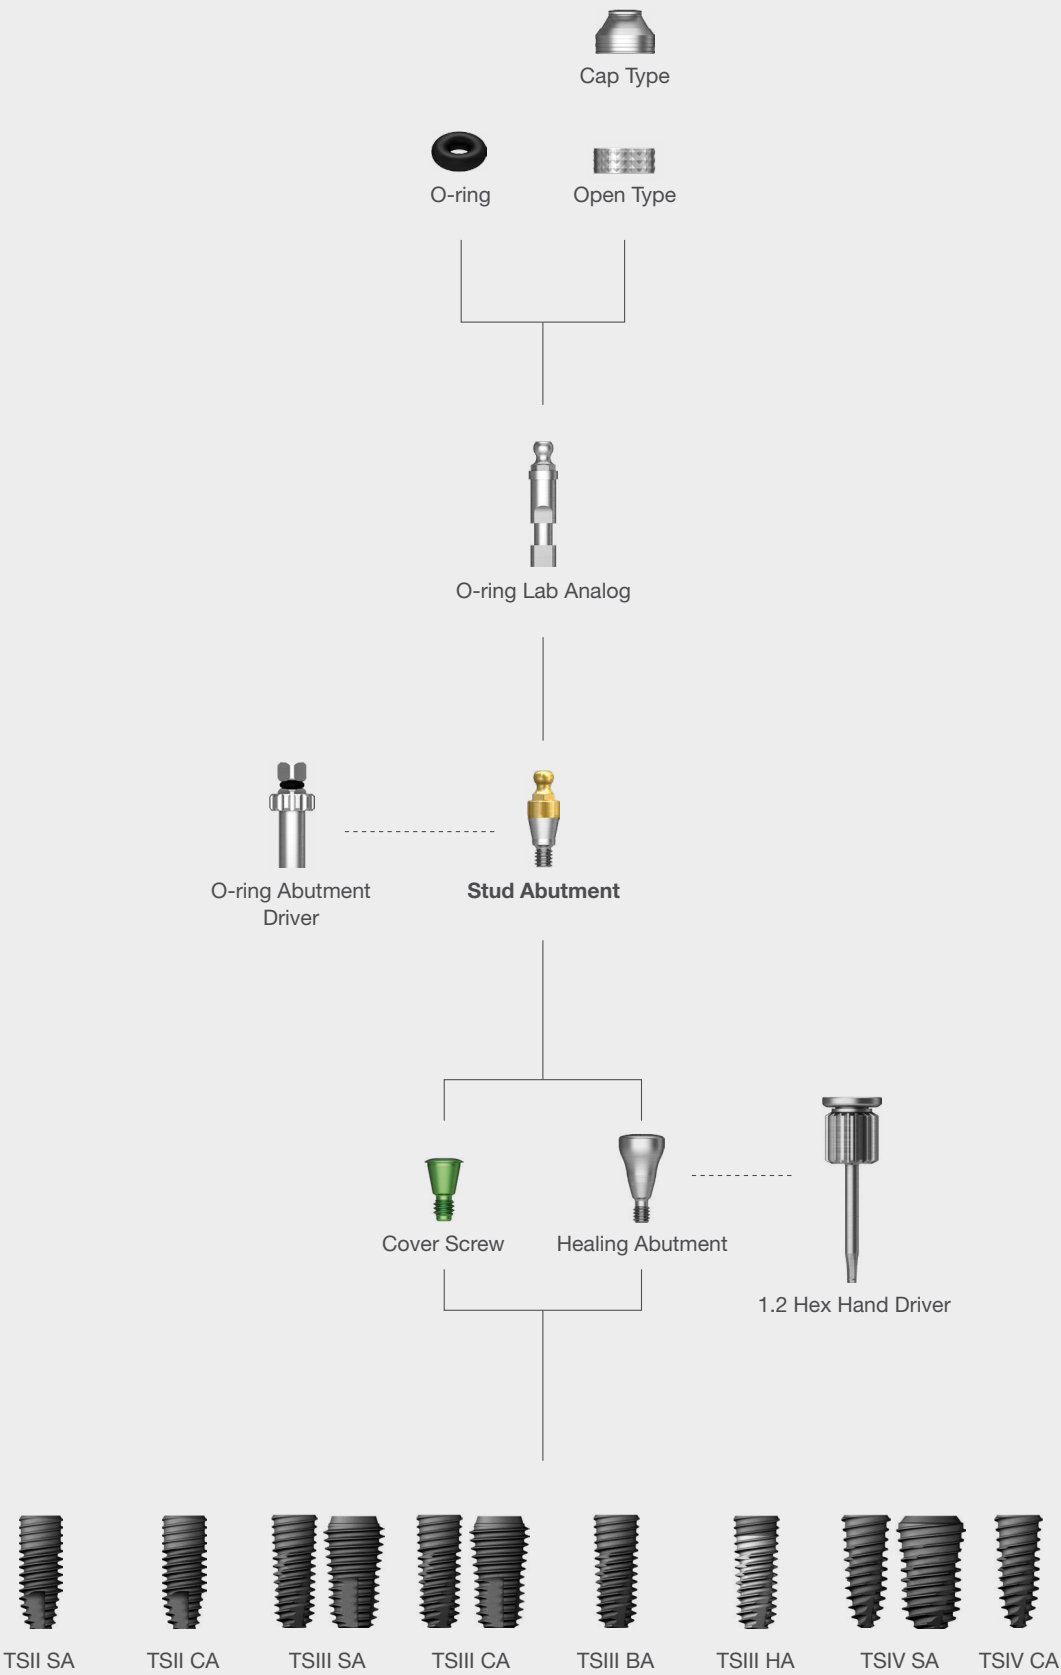 Cap Type
O-ring
Open Type
O-ring Lab Analog
O-ring Abutment
Driver
Stud Abutment
Cover Screw
Healing Abutment
1.2 Hex Hand Driver
TSII SA
TSII CA
TSIII SA
TSIII CA
TSIII BA
TSIII HA
TSIV SA
TSIV CA